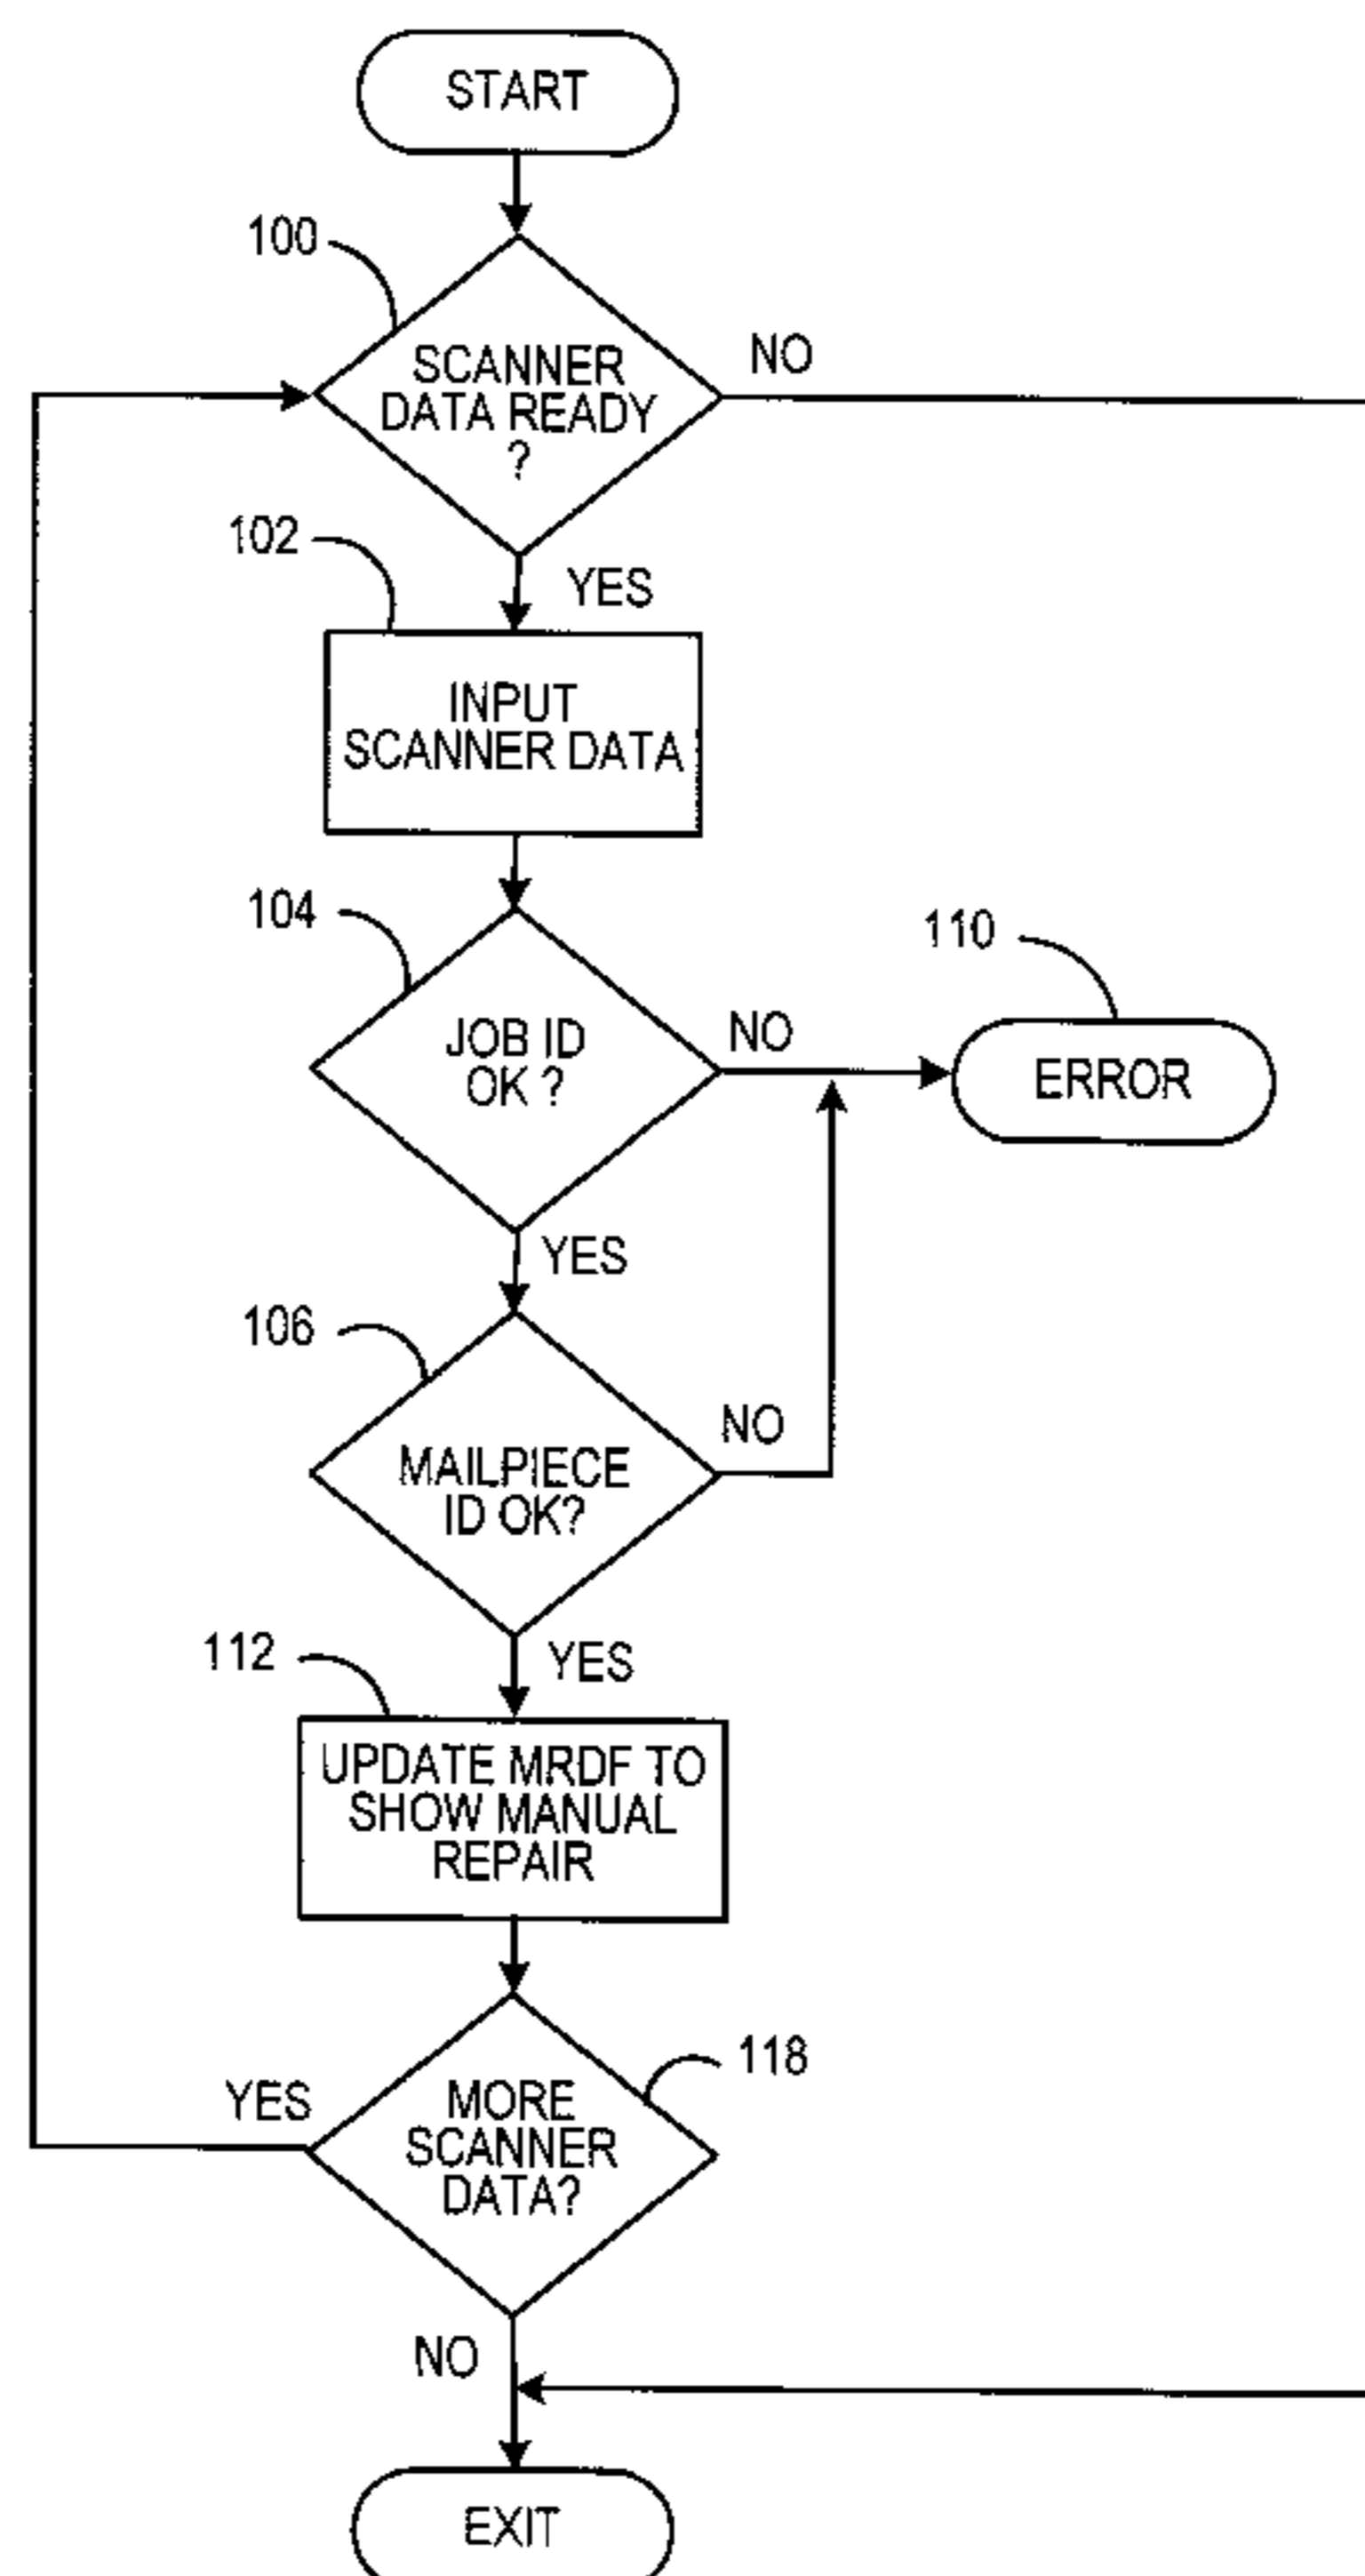 START
100
SCANNER
DATA READY
?
NO
102
YES
INPUT
SCANNER DATA
104
110
JOB ID
OK ?
NO
ERROR
YES
106
MAILPIECE
ID OK?
NO
112
YES
UPDATE MRDF TO
SHOW MANUAL
REPAIR
118
YES
MORE
SCANNER
DATA?
NO
EXIT